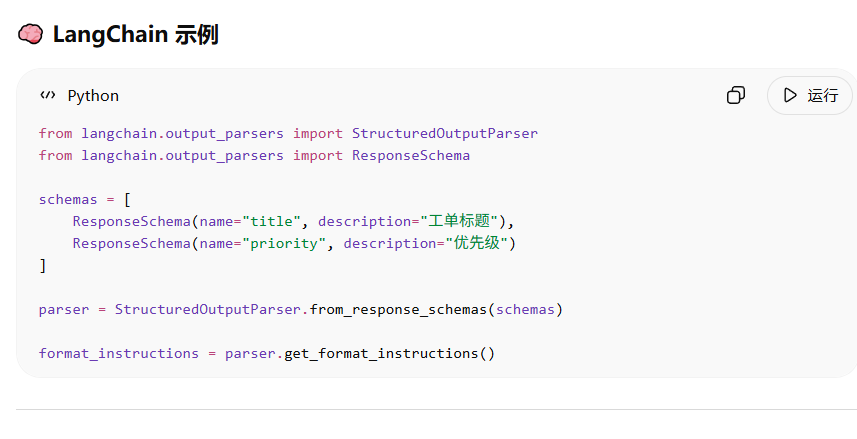 🧠 LangChain 示例
Python
运行
from langchain.output_parsers import StructuredOutputParser
from langchain.output_parsers import ResponseSchema

schemas = [
    ResponseSchema(name="title", description="工单标题"),
    ResponseSchema(name="priority", description="优先级")
]

parser = StructuredOutputParser.from_response_schemas(schemas)

format_instructions = parser.get_format_instructions()